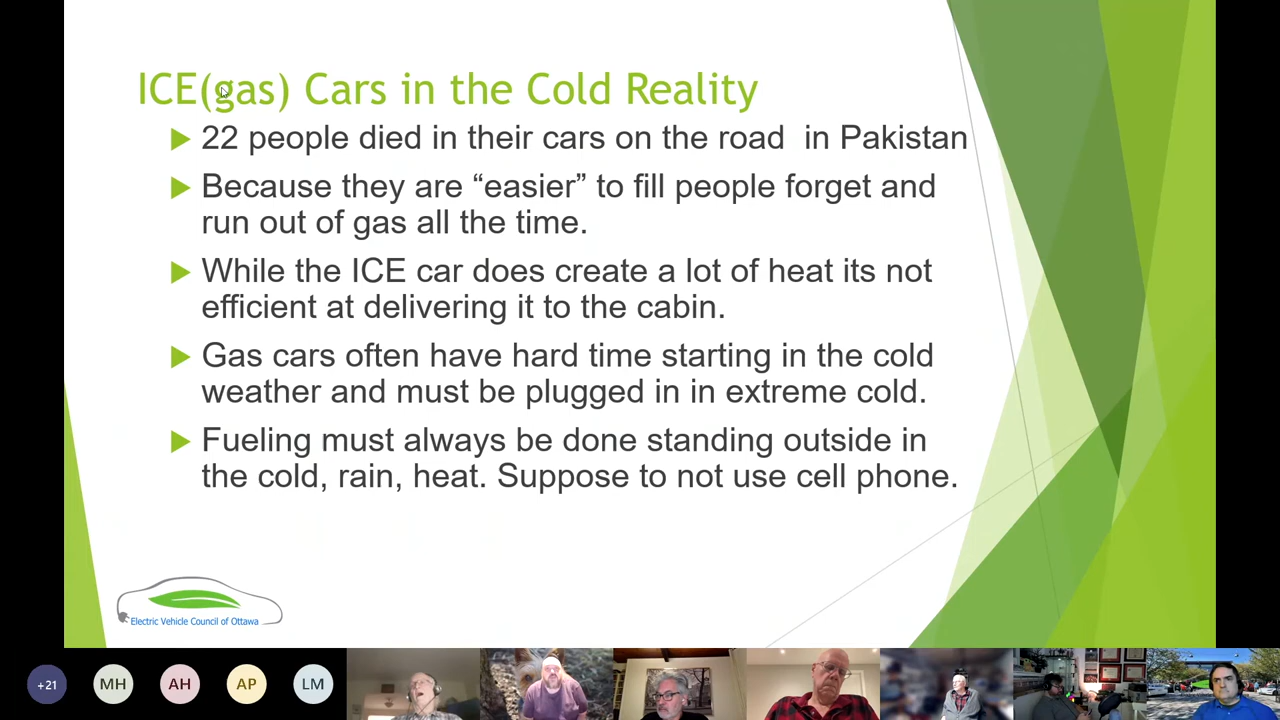 ICE(gas) Cars in the Cold Reality
22 people died in their cars on the road in Pakistan
Because they are “easier” to fill people forget and
run out of gas all the time.
While the ICE car does create a lot of heat its not
efficient at delivering it to the cabin.
Gas cars often have hard time starting in the cold
weather and must be plugged in in extreme cold.
Fueling must always be done standing outside in
the cold, rain, heat. Suppose to not use cell phone.
Electric Vehicle Council of Ottawa
+21 MH AH AP LM